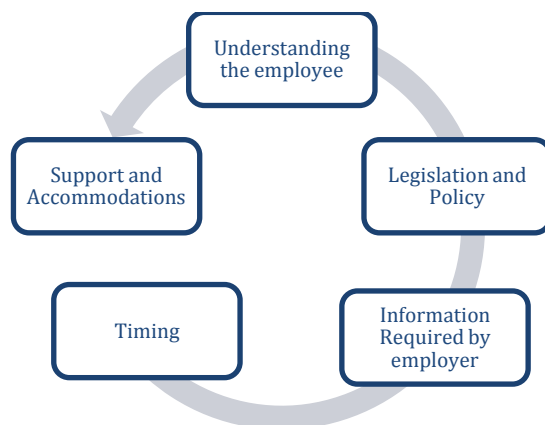 Understanding
the employee
Support and
Accommodations
Legislation and
Policy
Timing
Information
Required by
employer